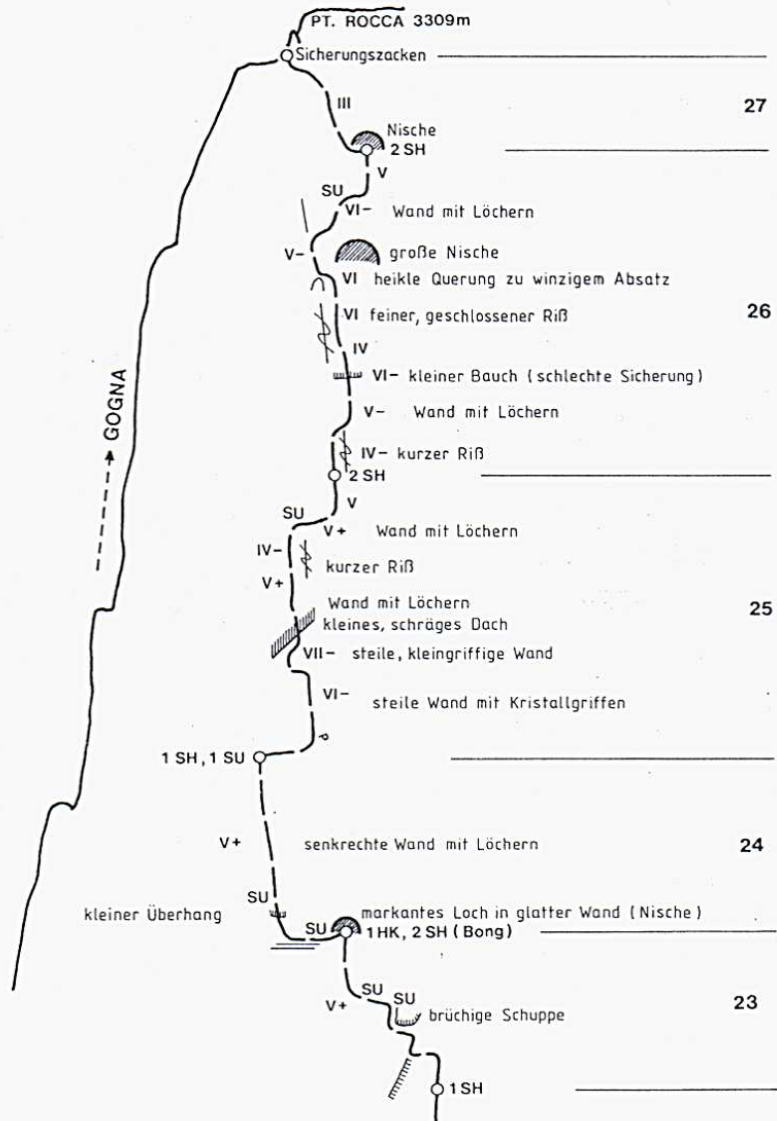 PT. ROCCA 3309m
Sicherungszacken
III
27
Nische
2 SH
V
SU
VI- Wand mit Löchern
V- große Nische
VI heikle Querung zu winzigem Absatz
VI feiner, geschlossener Riß
26
IV
VI- kleiner Bauch (schlechte Sicherung)
GOGNA
V- Wand mit Löchern
IV- kurzer Riß
2 SH
V
SU
V+ Wand mit Löchern
IV-
kurzer Riß
V+
Wand mit Löchern
25
kleines, schräges Dach
VII- steile, kleingriffige Wand
VI- steile Wand mit Kristallgriffen
1 SH, 1 SU
V+ senkrechte Wand mit Löchern
24
SU
kleiner Überhang
markantes Loch in glatter Wand (Nische)
SU
1 HK, 2 SH (Bong)
SU
V+
SU
23
brüchige Schuppe
1 SH